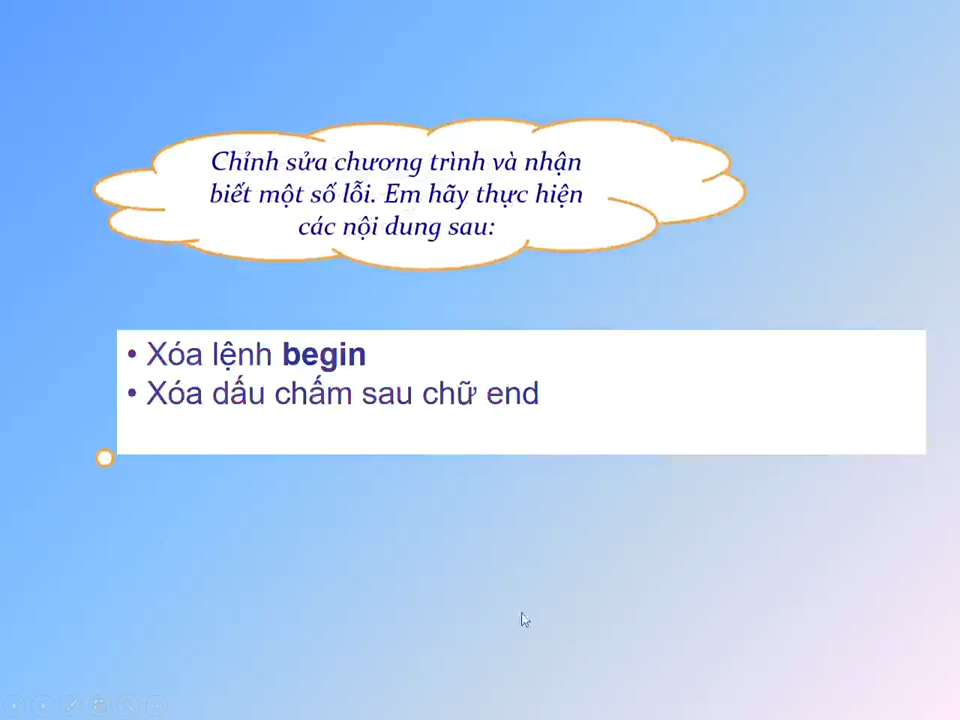 Chỉnh sửa chương trình và nhận
biết một số lỗi. Em hãy thực hiện
các nội dung sau:
• Xóa lệnh begin
• Xóa dấu chấm sau chữ end